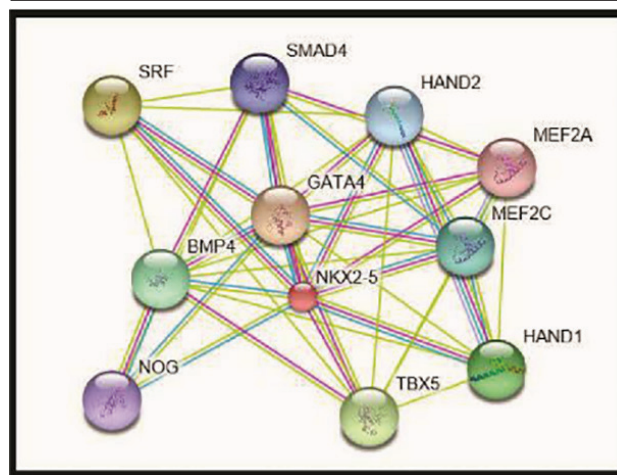 SMAD4
SRF
HAND2
MEF2A
GATA4
MEF2C
BMP4
NKX2-5
HAND1
NOG
TBX5